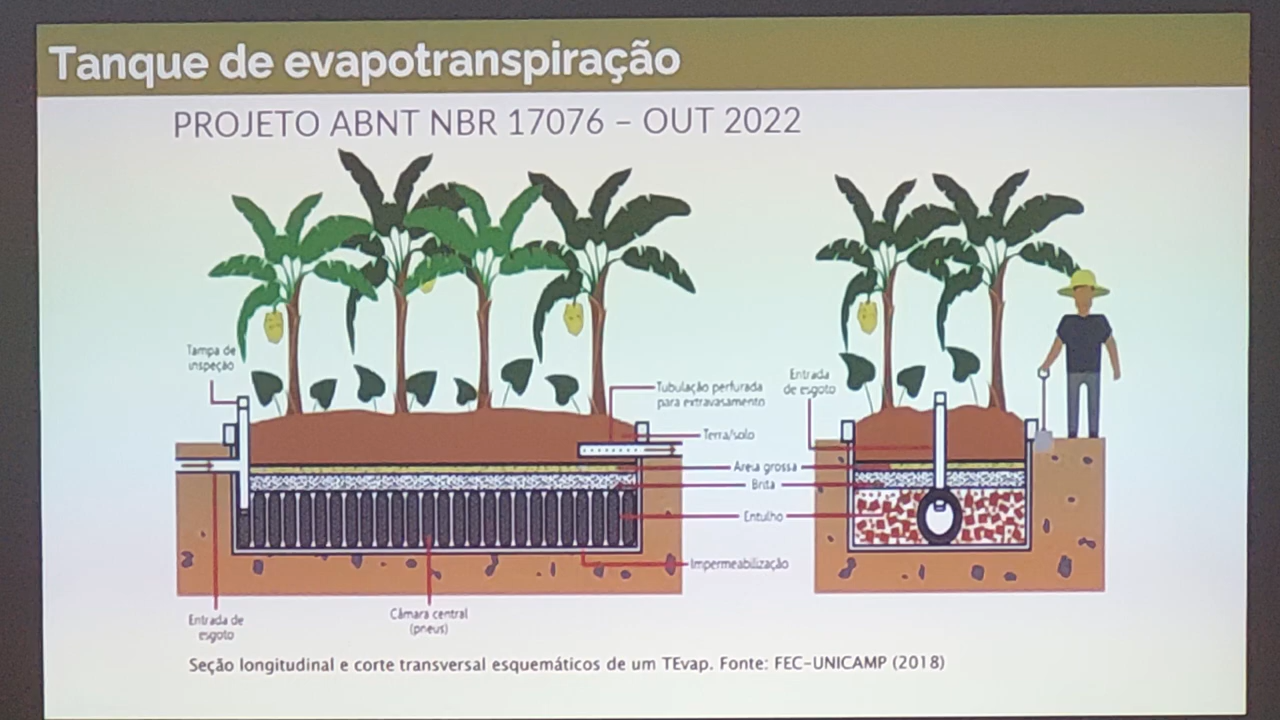 Tanque de evapotranspiração
PROJETO ABNT NBR 17076 – OUT 2022
Tampa de
inspeção
Tubulação perfurada
para extravasamento
Entrada
de esgoto
Terra/solo
Areia grossa
Brita
Entulho
Impermeabilização
Câmara central
(pneus)
Entrada de
esgoto
Seção longitudinal e corte transversal esquemáticos de um TEvap. Fonte: FEC-UNICAMP (2018)